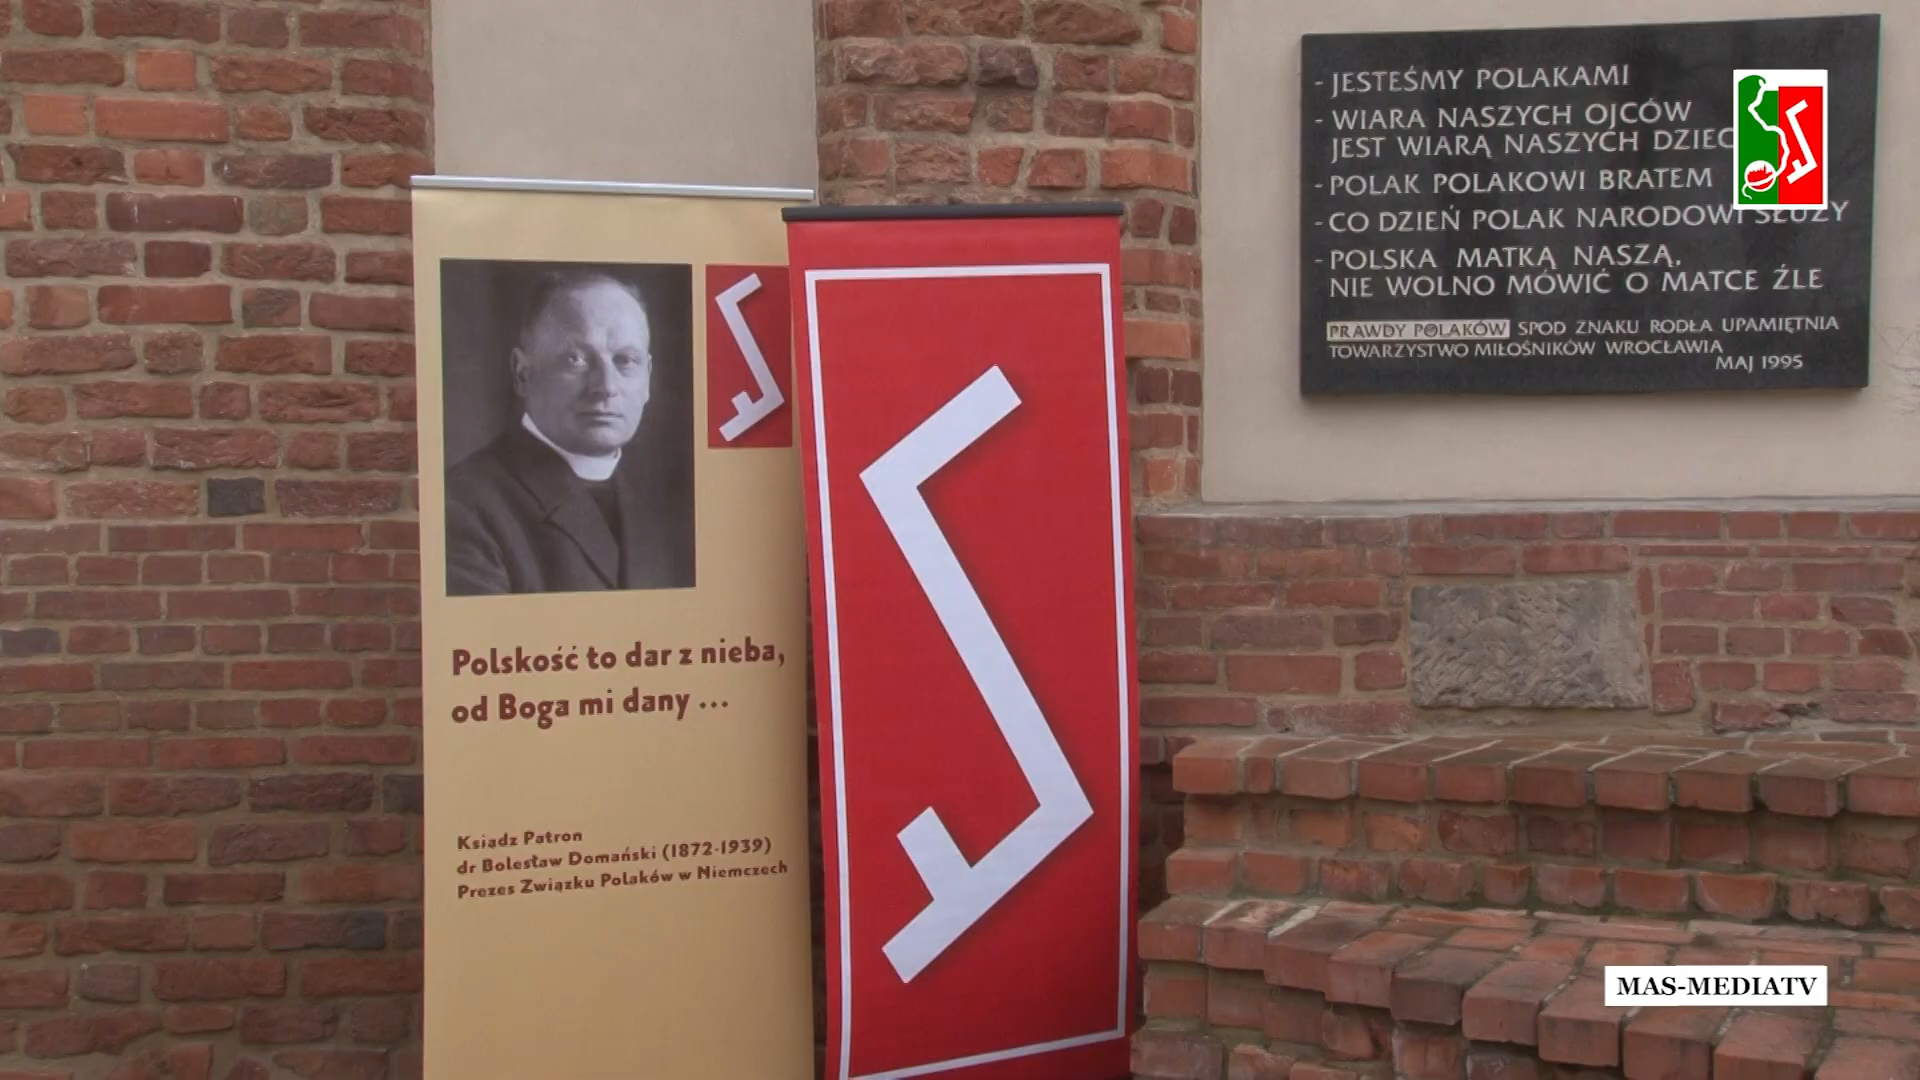 - JESTEŚMY POLAKAMI
- WIARA NASZYCH OJCÓW
JEST WIARĄ NASZYCH
- POLAK POLAKOWI BRATEM
- CO DZIEŃ POLAK NARODOWI SŁUŻY
- POLSKA MATKĄ NASZĄ,
NIE WOLNO MÓWIĆ O MATCE ŹLE
PRAWDY POLAKÓW SPOD ZNAKU RODŁA UPAMIĘTNIA
TOWARZYSTWO MIŁOŚNIKÓW WROCŁAWIA
MAJ 1995
Polskość to dar z nieba,
od Boga mi dany ...
Ksiądz Patron
dr Bolesław Domański (1872-1939)
Prezes Związku Polaków w Niemczech
MAS-MEDIATV